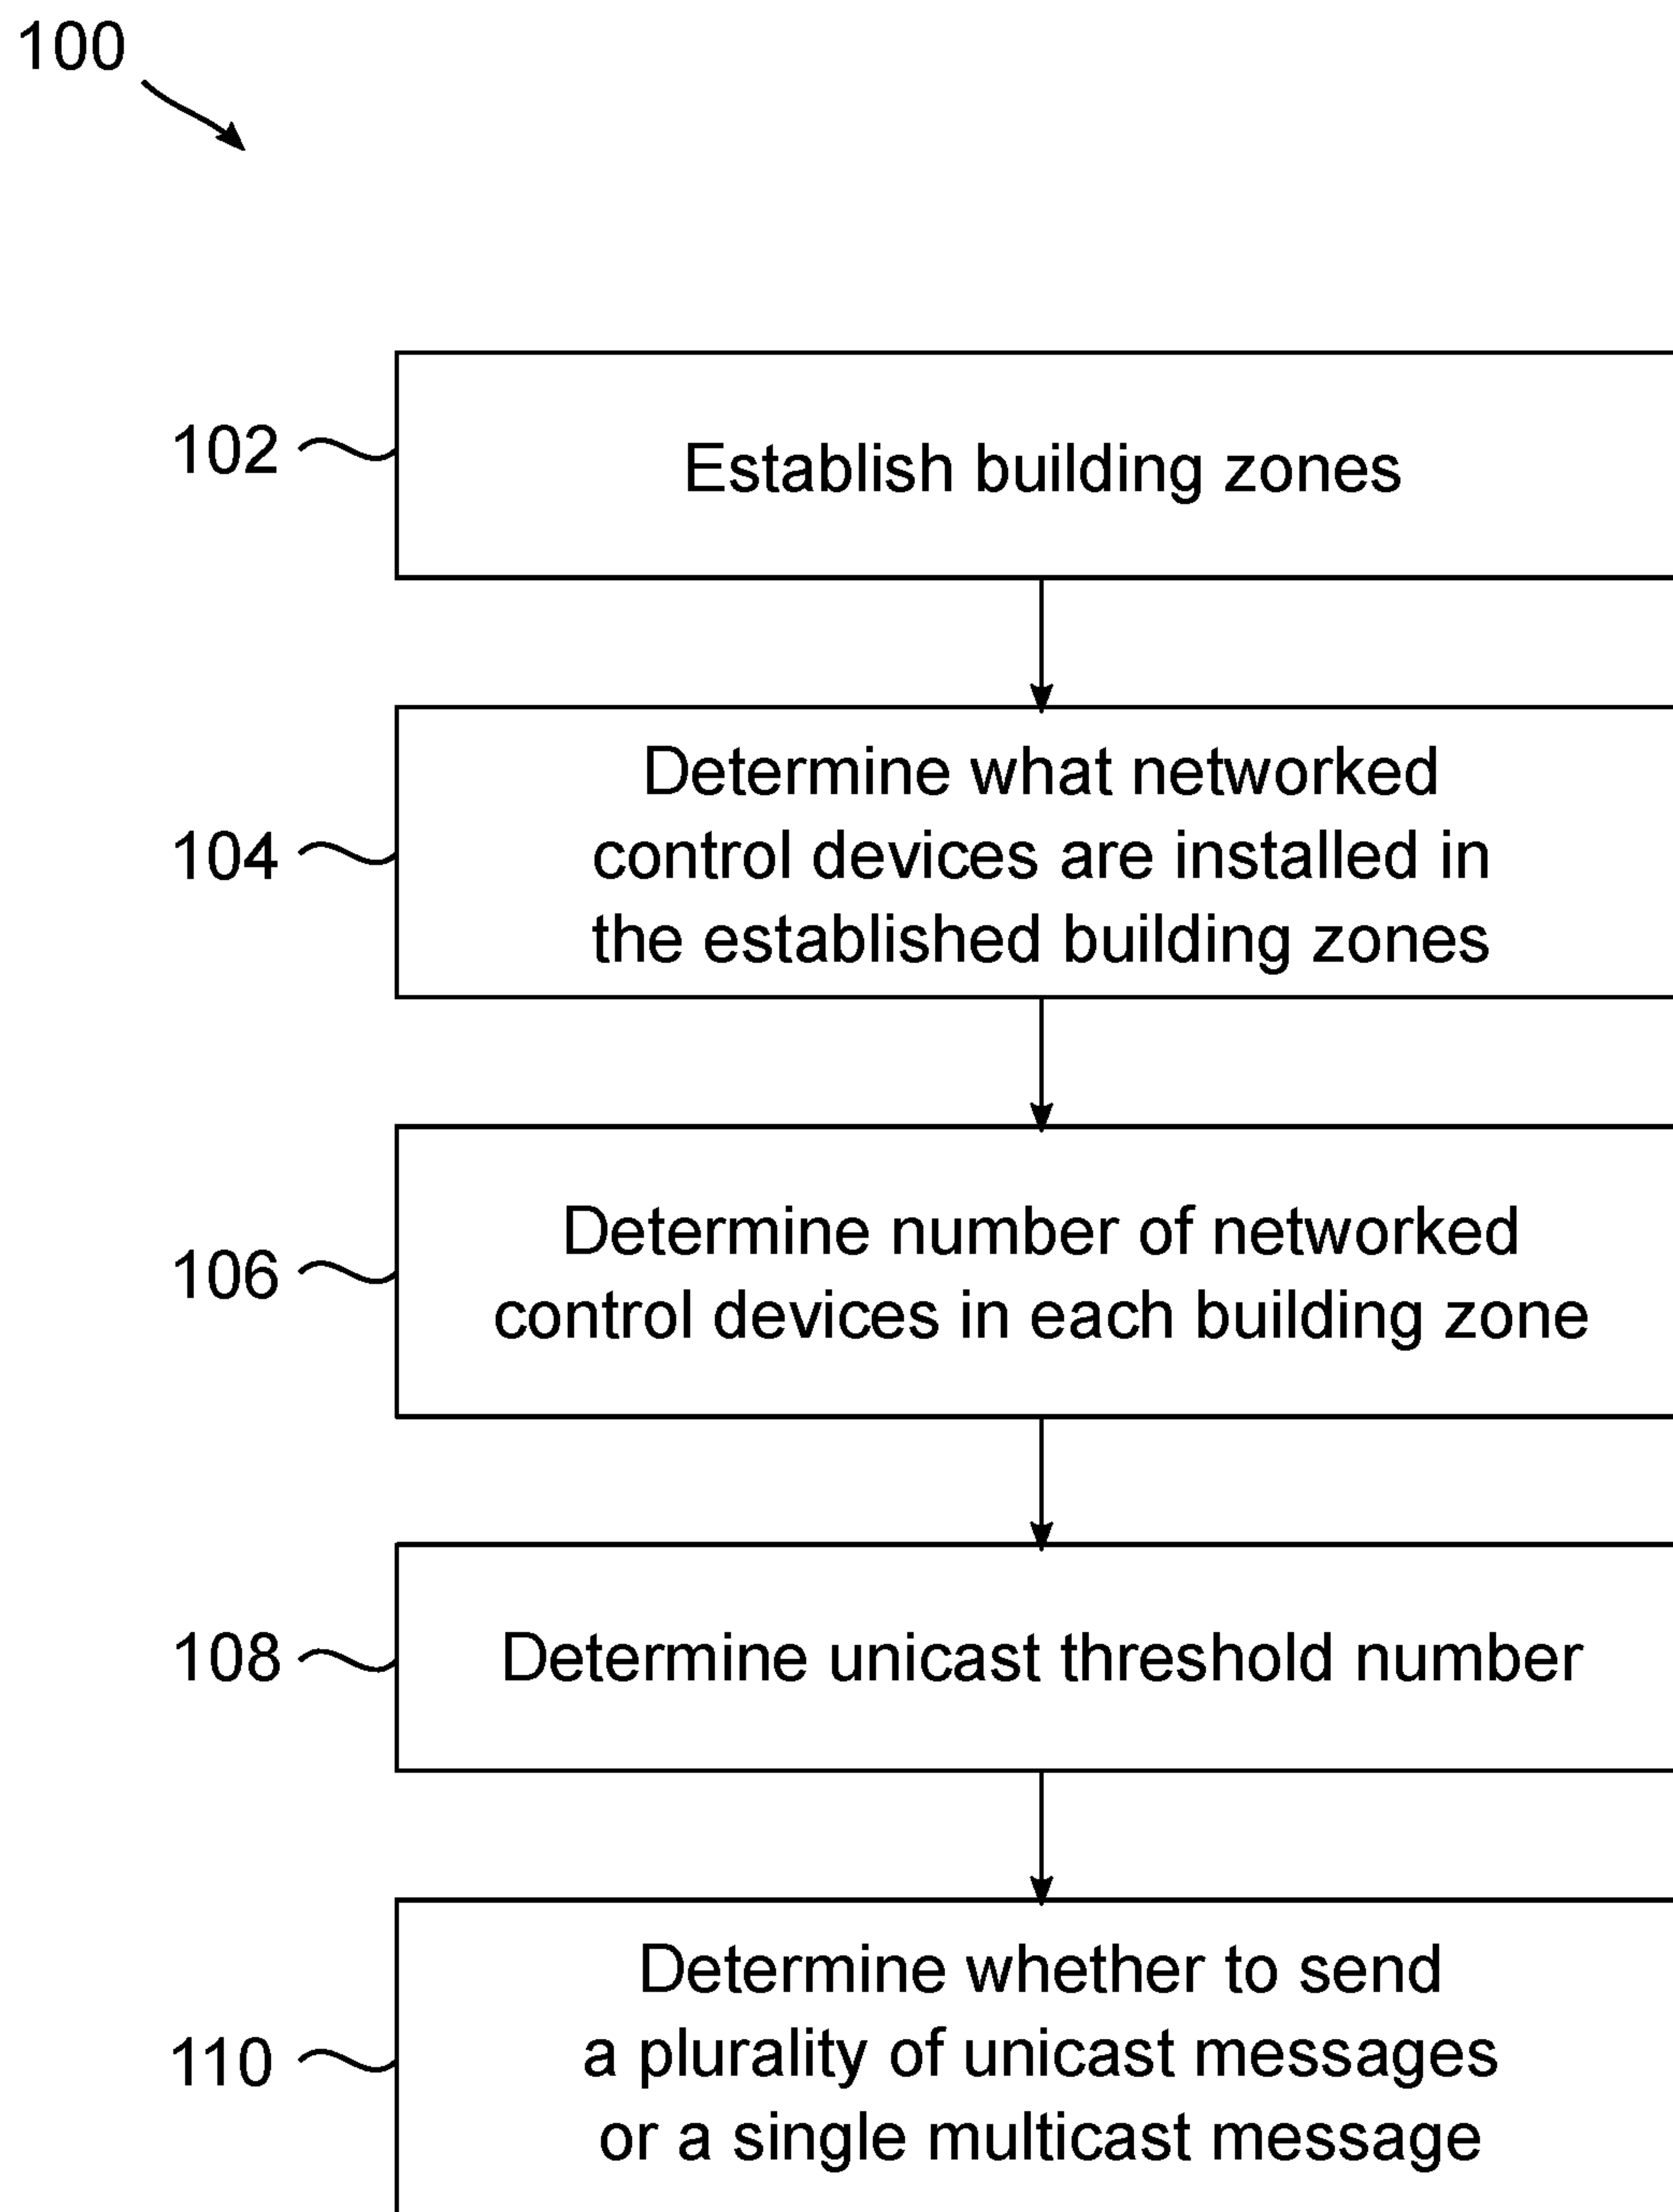 100
102
Establish building zones
104
Determine what networked
control devices are installed in
the established building zones
106
Determine number of networked
control devices in each building zone
108
Determine unicast threshold number
110
Determine whether to send
a plurality of unicast messages
or a single multicast message